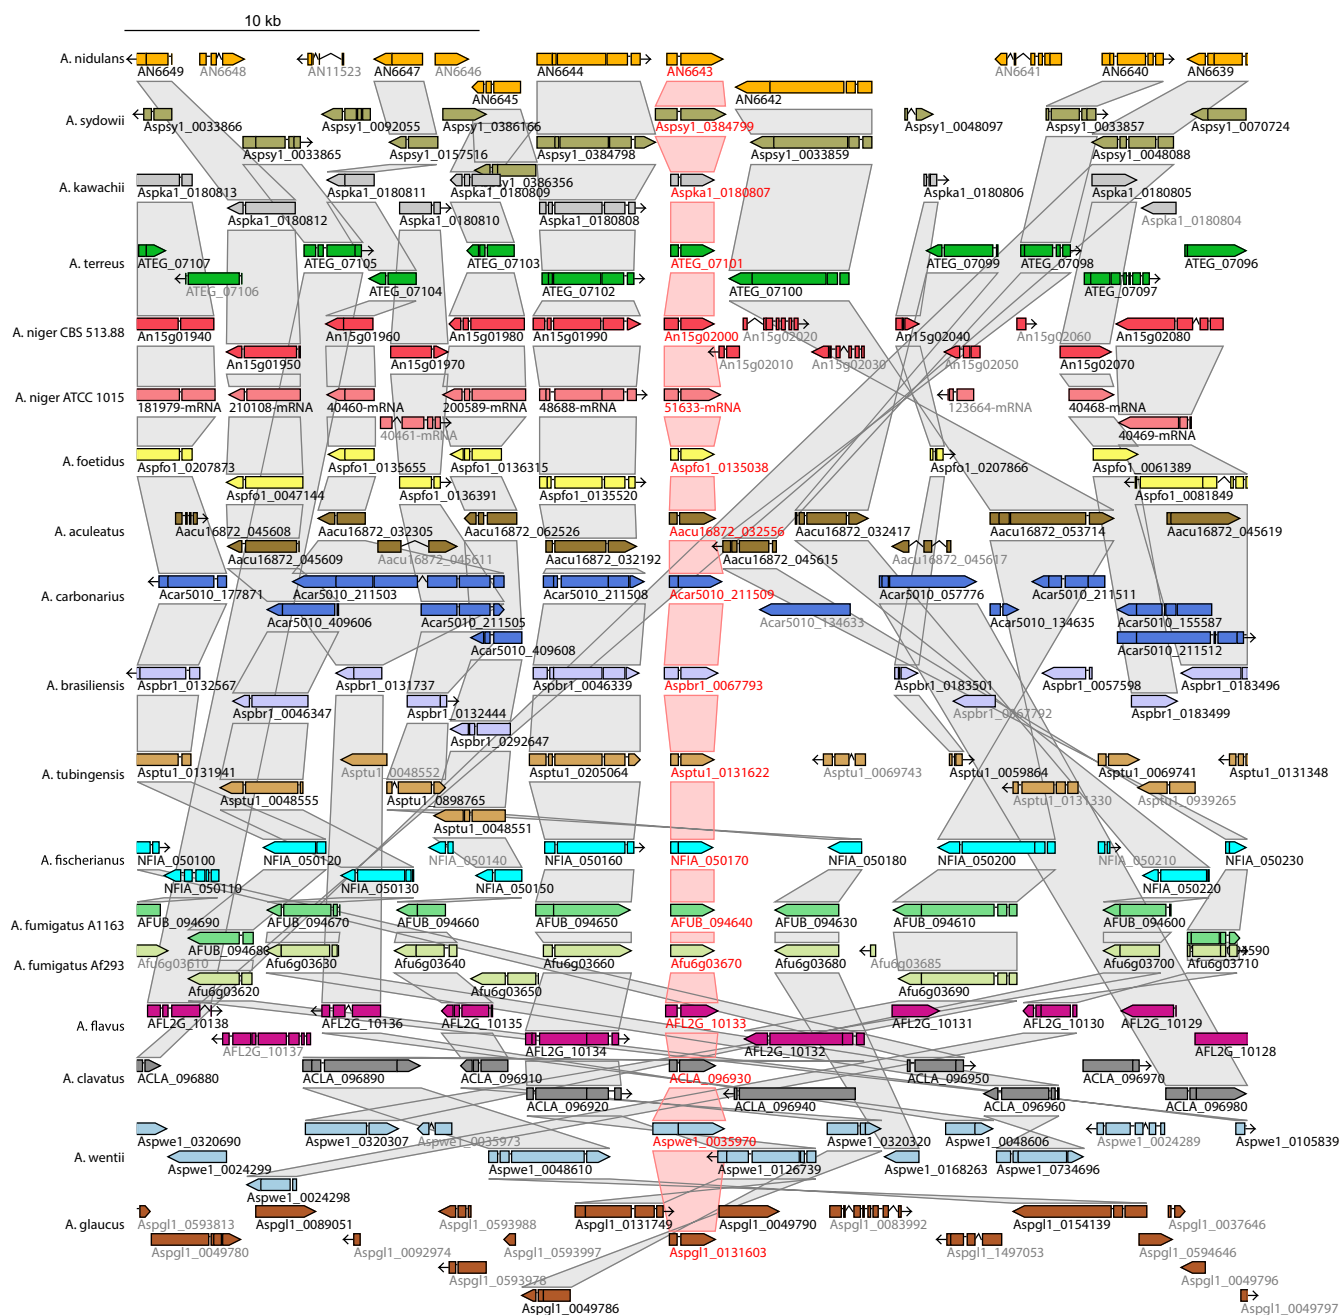 10 kb
A. nidulans
AN6649 AN6648 AN11523 AN6647 AN6646 AN6644 AN6643 AN6641 AN6640 AN6639
AN6645 AN6642
A. sydowii
Aspsy1_0033866 Aspsy1_0092055 Aspsy1_0386166 Aspsy1_0384799 Aspsy1_0048097 Aspsy1_0033857 Aspsy1_0070724
Aspsy1_0033865 Aspsy1_0157516 Aspsy1_0384798 Aspsy1_0033859 Aspsy1_0048088
sy1_0386356
A. kawachii
Aspka1_0180813 Aspka1_0180811 Aspka1_0180809 Aspka1_0180807 Aspka1_0180806 Aspka1_0180805
Aspka1_0180812 Aspka1_0180810 Aspka1_0180808 Aspka1_0180804
A. terreus
ATEG_07107 ATEG_07105 ATEG_07103 ATEG_07101 ATEG_07099 ATEG_07098 ATEG_07096
ATEG_07106 ATEG_07104 ATEG_07102 ATEG_07100 ATEG_07097
A. niger CBS 513.88
An15g01940 An15g01960 An15g01980 An15g01990 An15g02000 An15g02020 An15g02040 An15g02060 An15g02080
An15g01950 An15g01970 An15g02010 An15g02030 An15g02050 An15g02070
A. niger ATCC 1015
181979-mRNA 210108-mRNA 40460-mRNA 200589-mRNA 48688-mRNA 51633-mRNA 123664-mRNA 40468-mRNA
40461-mRNA 40469-mRNA
A. foetidus
Aspfo1_0207873 Aspfo1_0135655 Aspfo1_0136315 Aspfo1_0135038 Aspfo1_0207866 Aspfo1_0061389
Aspfo1_0047144 Aspfo1_0136391 Aspfo1_0135520 Aspfo1_0081849
A. aculeatus
Aacu16872_045608 Aacu16872_032305 Aacu16872_062526 Aacu16872_032556 Aacu16872_032417 Aacu16872_053714 Aacu16872_045619
Aacu16872_045609 Aacu16872_045611 Aacu16872_032192 Aacu16872_045615 Aacu16872_045617
A. carbonarius
Acar5010_177871 Acar5010_211503 Acar5010_211508 Acar5010_211509 Acar5010_057776 Acar5010_211511
Acar5010_409606 Acar5010_211505 Acar5010_134633 Acar5010_134635 Acar5010_155587
Acar5010_409608 Acar5010_211512
A. brasiliensis
Aspbr1_0132567 Aspbr1_0131737 Aspbr1_0046339 Aspbr1_0067793 Aspbr1_0183501 Aspbr1_0057598 Aspbr1_0183496
Aspbr1_0046347 Aspbr1_0132444 Aspbr1_0067792 Aspbr1_0183499
Aspbr1_0292647
A. tubingensis
Asptu1_0131941 Asptu1_0048552 Asptu1_0205064 Asptu1_0131622 Asptu1_0069743 Asptu1_0059864 Asptu1_0069741 Asptu1_0131348
Asptu1_0048555 Asptu1_0898765 Asptu1_0131330 Asptu1_0939265
Asptu1_0048551
A. fischerianus
NFIA_050100 NFIA_050120 NFIA_050140 NFIA_050160 NFIA_050170 NFIA_050180 NFIA_050200 NFIA_050210 NFIA_050230
NFIA_050110 NFIA_050130 NFIA_050150 NFIA_050220
A. fumigatus A1163
AFUB_094690 AFUB_094670 AFUB_094660 AFUB_094650 AFUB_094640 AFUB_094630 AFUB_094610 AFUB_094600
AFUB_094680 4590
A. fumigatus Af293
Afu6g03610 Afu6g03630 Afu6g03640 Afu6g03660 Afu6g03670 Afu6g03680 Afu6g03685 Afu6g03700 Afu6g03710
Afu6g03620 Afu6g03650 Afu6g03690
A. flavus
AFL2G_10138 AFL2G_10136 AFL2G_10135 AFL2G_10133 AFL2G_10131 AFL2G_10130 AFL2G_10129
AFL2G_10137 AFL2G_10134 AFL2G_10132 AFL2G_10128
A. clavatus
ACLA_096880 ACLA_096890 ACLA_096910 ACLA_096930 ACLA_096950 ACLA_096970
ACLA_096920 ACLA_096940 ACLA_096960 ACLA_096980
A. wentii
Aspwe1_0320690 Aspwe1_0320307 Aspwe1_0035973 Aspwe1_0035970 Aspwe1_0320320 Aspwe1_0048606 Aspwe1_0024289 Aspwe1_0105839
Aspwe1_0024299 Aspwe1_0048610 Aspwe1_0126739 Aspwe1_0168263 Aspwe1_0734696
Aspwe1_0024298
A. glaucus
Aspgl1_0593813 Aspgl1_0089051 Aspgl1_0593988 Aspgl1_0131749 Aspgl1_0049790 Aspgl1_0083992 Aspgl1_0154139 Aspgl1_0037646
Aspgl1_0049780 Aspgl1_0092974 Aspgl1_0593997 Aspgl1_0131603 Aspgl1_1497053 Aspgl1_0594646
Aspgl1_0593978 Aspgl1_0049796
Aspgl1_0049786 Aspgl1_0049797